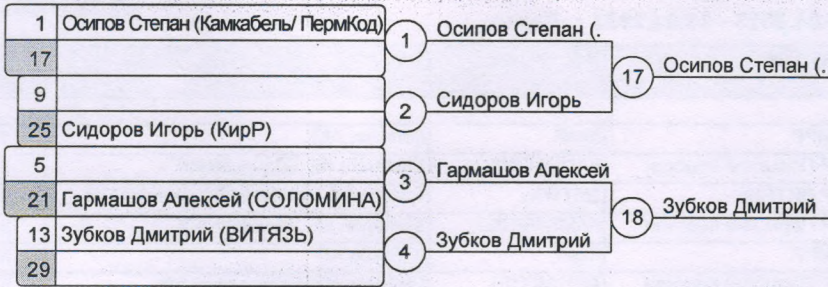 1 Осипов Степан (Камкабель/ ПермКод)
17
1
Осипов Степан (.
9
25 Сидоров Игорь (КирР)
2
Сидоров Игорь
17
Осипов Степан (.
5
21 Гармашов Алексей (СОЛОМИНА)
3
Гармашов Алексей
13 Зубков Дмитрий (ВИТЯЗЬ)
29
4
Зубков Дмитрий
18
Зубков Дмитрий